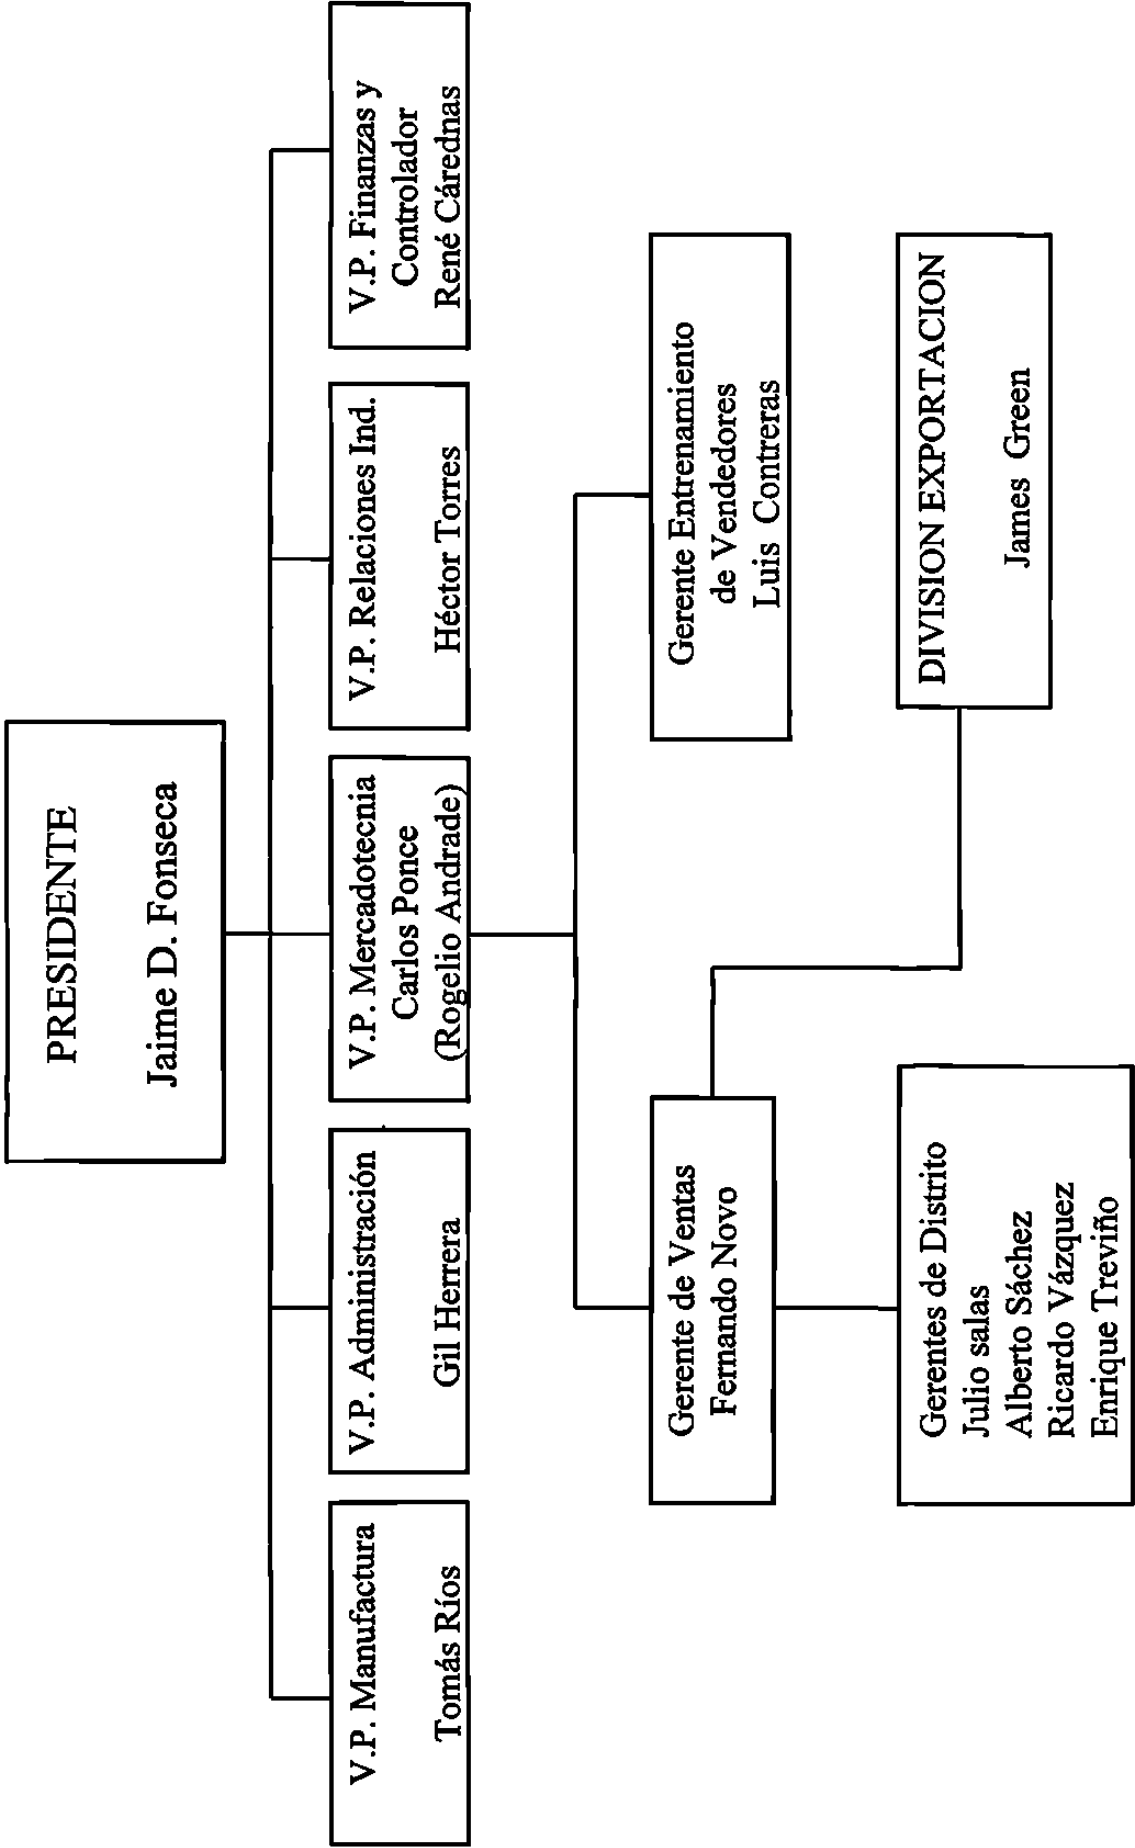 PRESIDENTE
Jaime D. Fonseca
V.P. Manufactura
Tomás Ríos
V.P. Administración
Gil Herrera
V.P. Mercadotecnia
Carlos Ponce
(Rogelio Andrade)
V.P. Relaciones Ind.
Héctor Torres
V.P. Finanzas y
Controlador
René Cárednas
Gerente de Ventas
Fernando Novo
Gerente Entrenamiento
de Vendedores
Luis Contreras
Gerentes de Distrito
Julio salas
Alberto Sáchez
Ricardo Vázquez
Enrique Treviño
DIVISION EXPORTACION
James Green